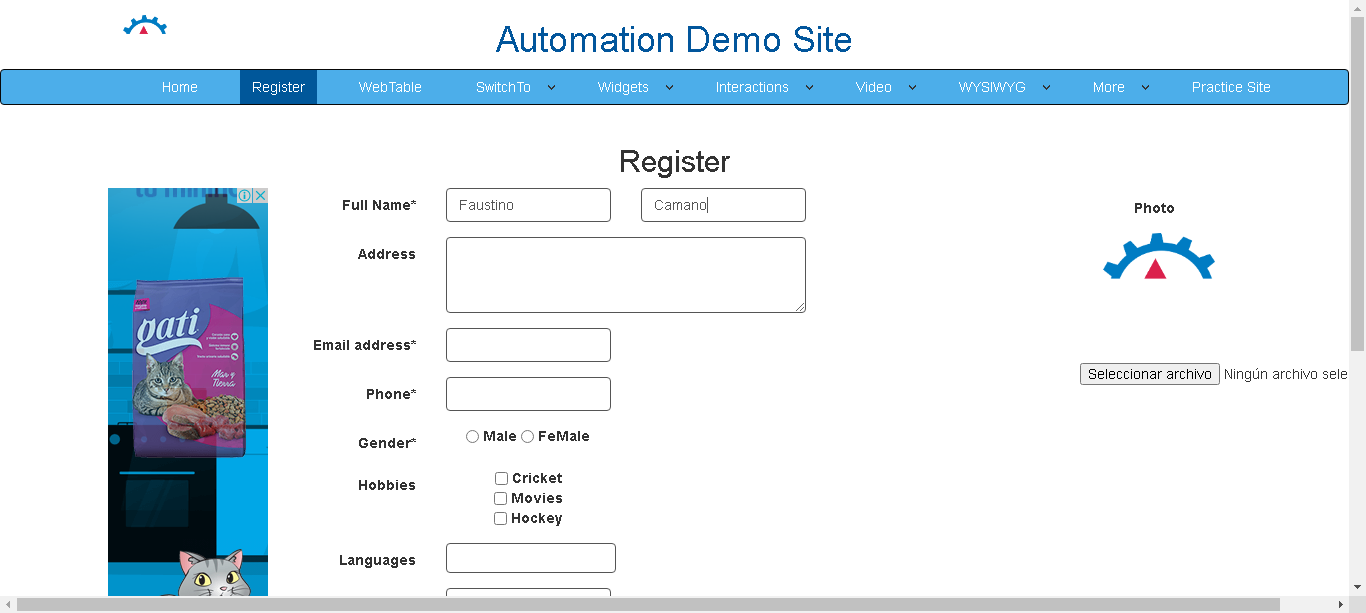 Automation Demo Site
Home Register WebTable SwitchTo Widgets Interactions Video WYSIWYG More Practice Site
Register
Full Name* Faustino Camano
Photo
Address
gati
Mar y
Tierra
Email address*
Phone*
Seleccionar archivo Ningún archivo sele
Gender* Male FeMale
Hobbies Cricket
Movies
Hockey
Languages